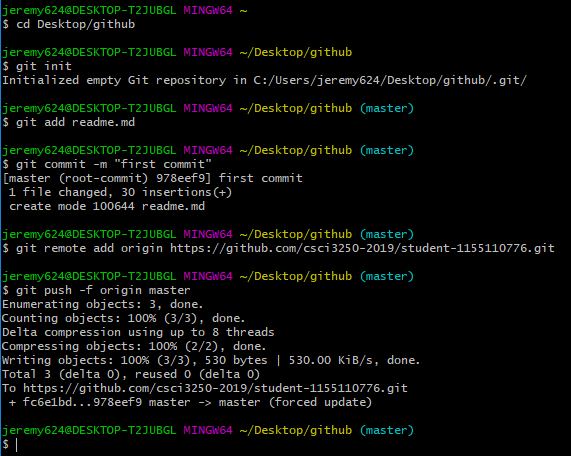 jeremy624@DESKTOP-T2JUBGL MINGW64 ~
$ cd Desktop/github
jeremy624@DESKTOP-T2JUBGL MINGW64 ~/Desktop/github
$ git init
Initialized empty Git repository in C:/Users/jeremy624/Desktop/github/.git/
jeremy624@DESKTOP-T2JUBGL MINGW64 ~/Desktop/github (master)
$ git add readme.md
jeremy624@DESKTOP-T2JUBGL MINGW64 ~/Desktop/github (master)
$ git commit -m "first commit"
[master (root-commit) 978eef9] first commit
 1 file changed, 30 insertions(+)
 create mode 100644 readme.md
jeremy624@DESKTOP-T2JUBGL MINGW64 ~/Desktop/github (master)
$ git remote add origin https://github.com/csci3250-2019/student-1155110776.git
jeremy624@DESKTOP-T2JUBGL MINGW64 ~/Desktop/github (master)
$ git push -f origin master
Enumerating objects: 3, done.
Counting objects: 100% (3/3), done.
Delta compression using up to 8 threads
Compressing objects: 100% (2/2), done.
Writing objects: 100% (3/3), 530 bytes | 530.00 KiB/s, done.
Total 3 (delta 0), reused 0 (delta 0)
To https://github.com/csci3250-2019/student-1155110776.git
 + fc6e1bd...978eef9 master -> master (forced update)
jeremy624@DESKTOP-T2JUBGL MINGW64 ~/Desktop/github (master)
$